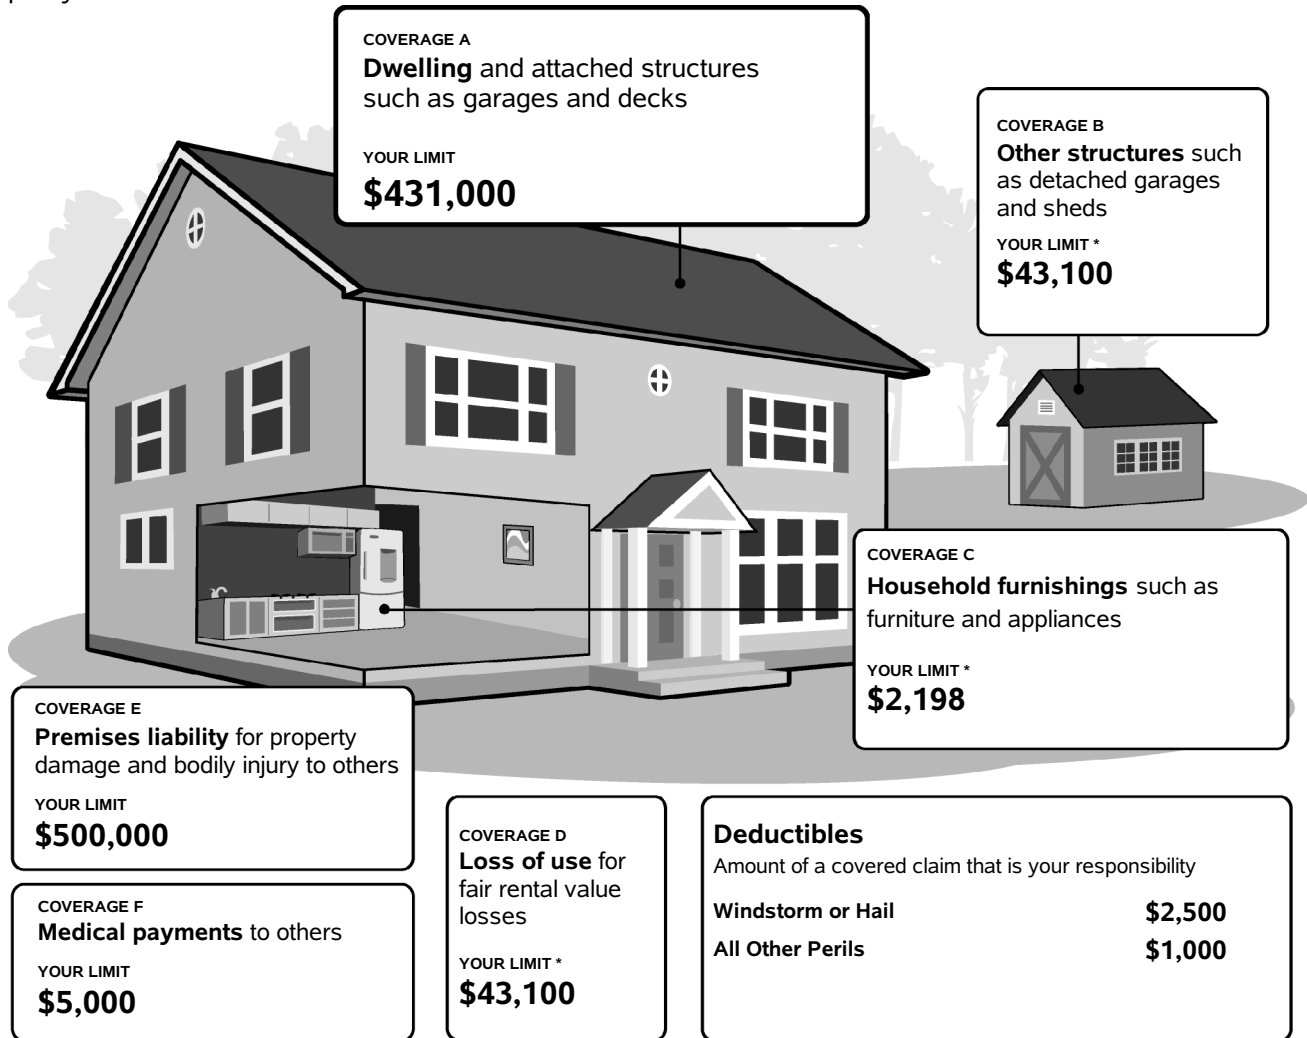 COVERAGE A
Dwelling and attached structures
such as garages and decks
YOUR LIMIT
$431,000
COVERAGE B
Other structures such
as detached garages
and sheds
YOUR LIMIT *
$43,100
COVERAGE C
Household furnishings such as
furniture and appliances
YOUR LIMIT *
$2,198
COVERAGE E
Premises liability for property
damage and bodily injury to others
YOUR LIMIT
$500,000
COVERAGE F
Medical payments to others
YOUR LIMIT
$5,000
COVERAGE D
Loss of use for
fair rental value
losses
YOUR LIMIT *
$43,100
Deductibles
Amount of a covered claim that is your responsibility
Windstorm or Hail $2,500
All Other Perils $1,000